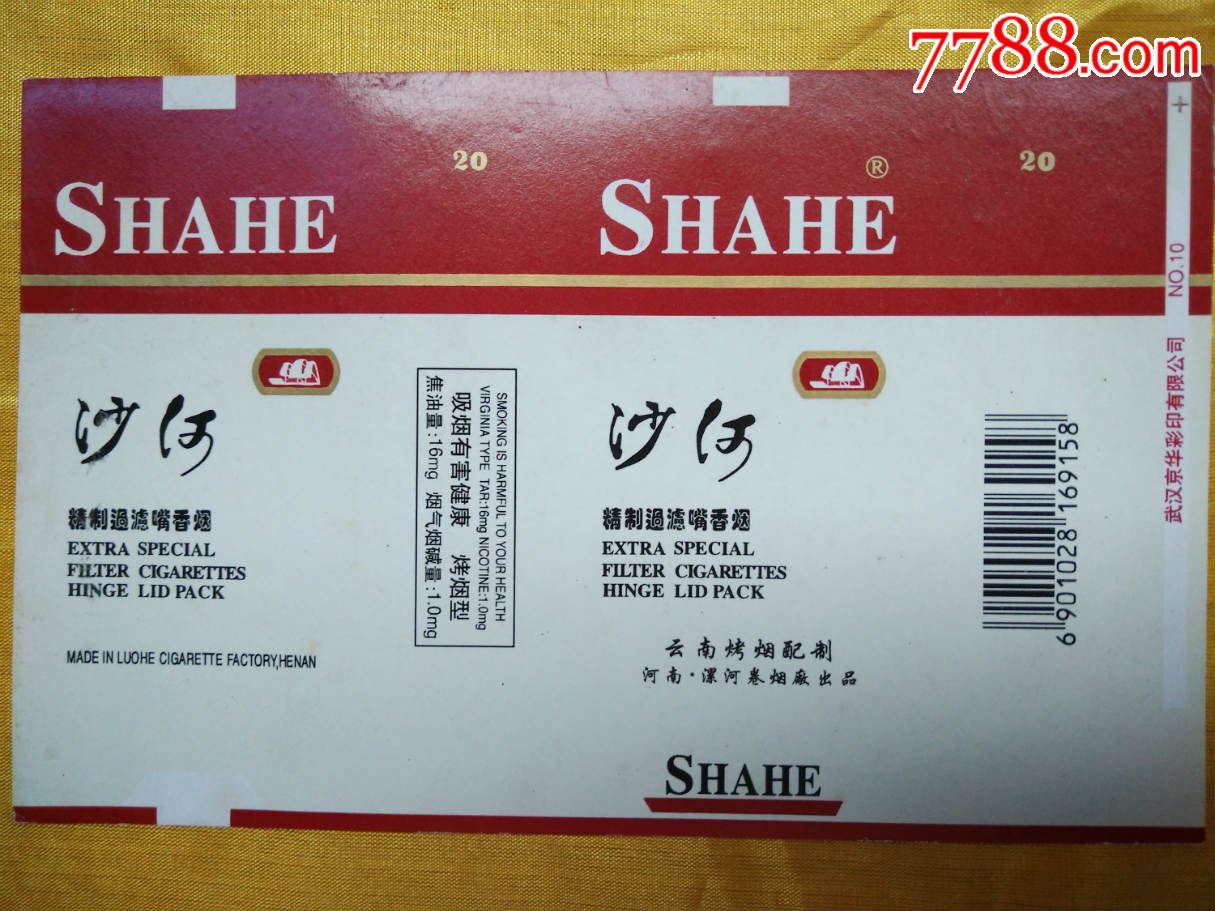 7788.com
20
20
SHAHE
SHAHE®
沙河
精制過濾嘴香烟
EXTRA SPECIAL
FILTER CIGARETTES
HINGE LID PACK
MADE IN LUOHE CIGARETTE FACTORY,HENAN
SMOKING IS HARMFUL TO YOUR HEALTH
VIRGINIA TYPE TAR:16mg NICOTINE:1.0mg
吸烟有害健康 烤烟型
焦油量:16mg 烟气烟碱量:1.0mg
沙河
精制過濾嘴香烟
EXTRA SPECIAL
FILTER CIGARETTES
HINGE LID PACK
云南烤烟配制
河南·漯河卷烟廠出品
SHAHE
6 901028 169158
武汉京华彩印有限公司 NO.10